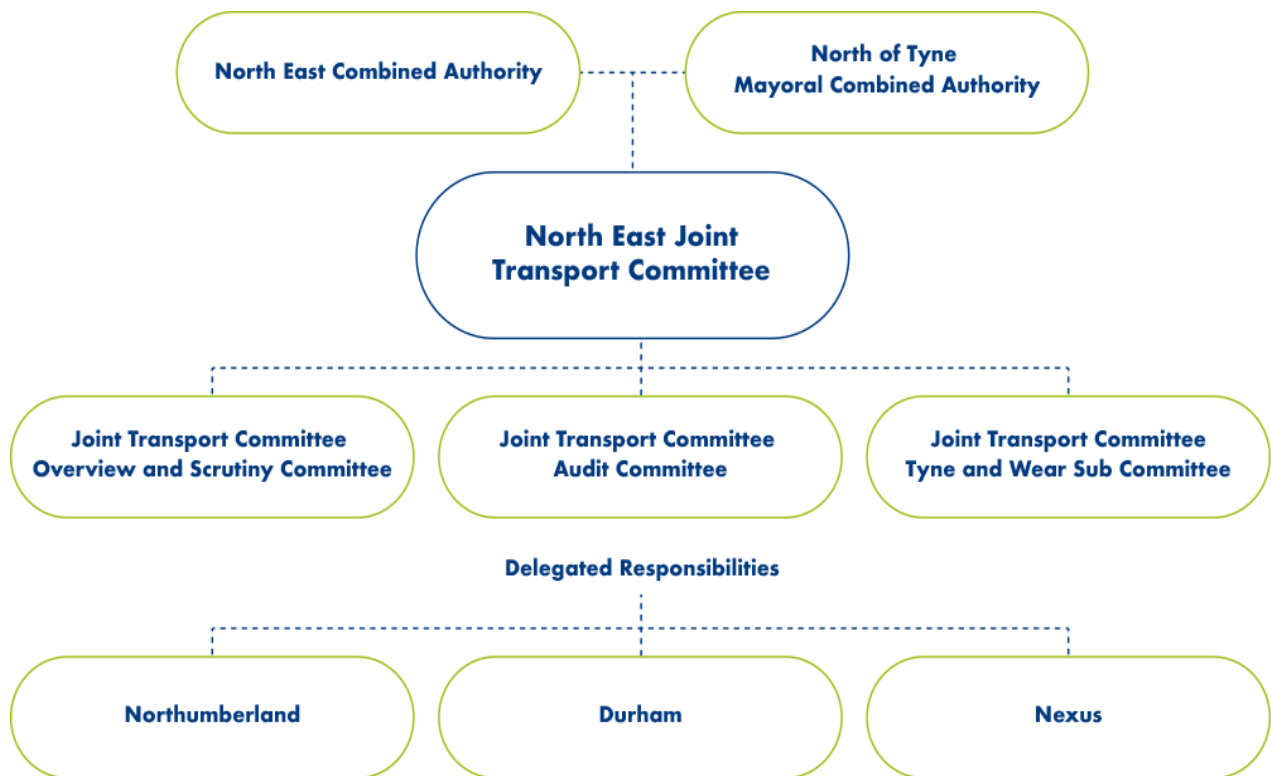 North East Combined Authority
North of Tyne
Mayoral Combined Authority
North East Joint
Transport Committee
Joint Transport Committee
Overview and Scrutiny Committee
Joint Transport Committee
Audit Committee
Joint Transport Committee
Tyne and Wear Sub Committee
Delegated Responsibilities
Northumberland
Durham
Nexus